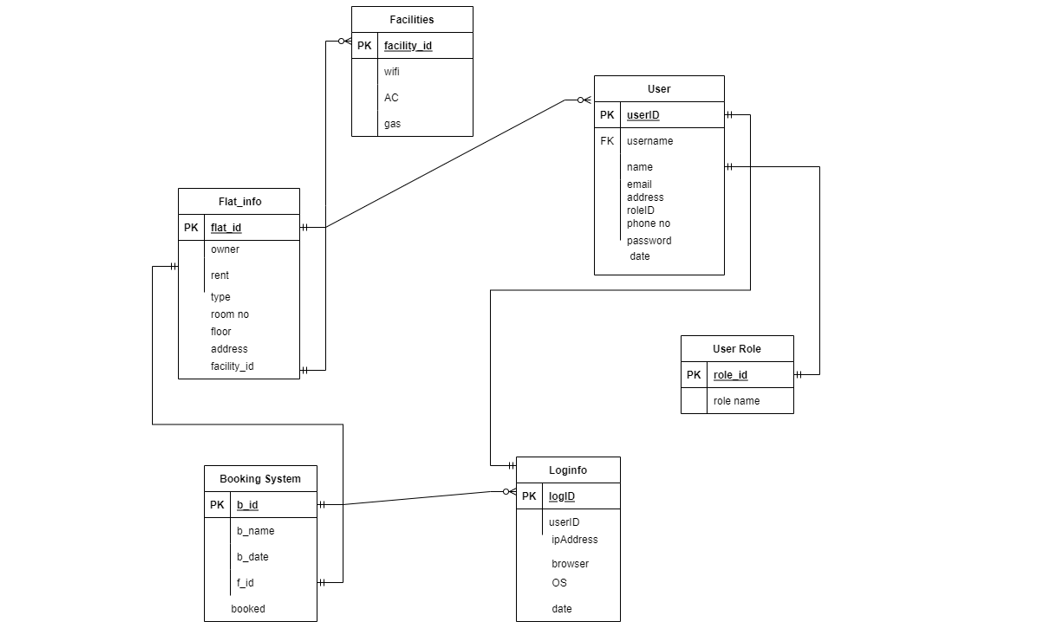 Facilities
PK facility_id
wifi
AC
gas
User
PK userID
FK username
name
email
address
roleID
phone no
password
date
Flat_info
PK flat_id
owner
rent
type
room no
floor
address
facility_id
User Role
PK role_id
role name
Booking System
PK b_id
b_name
b_date
f_id
booked
Loginfo
PK logID
userID
ipAddress
browser
OS
date